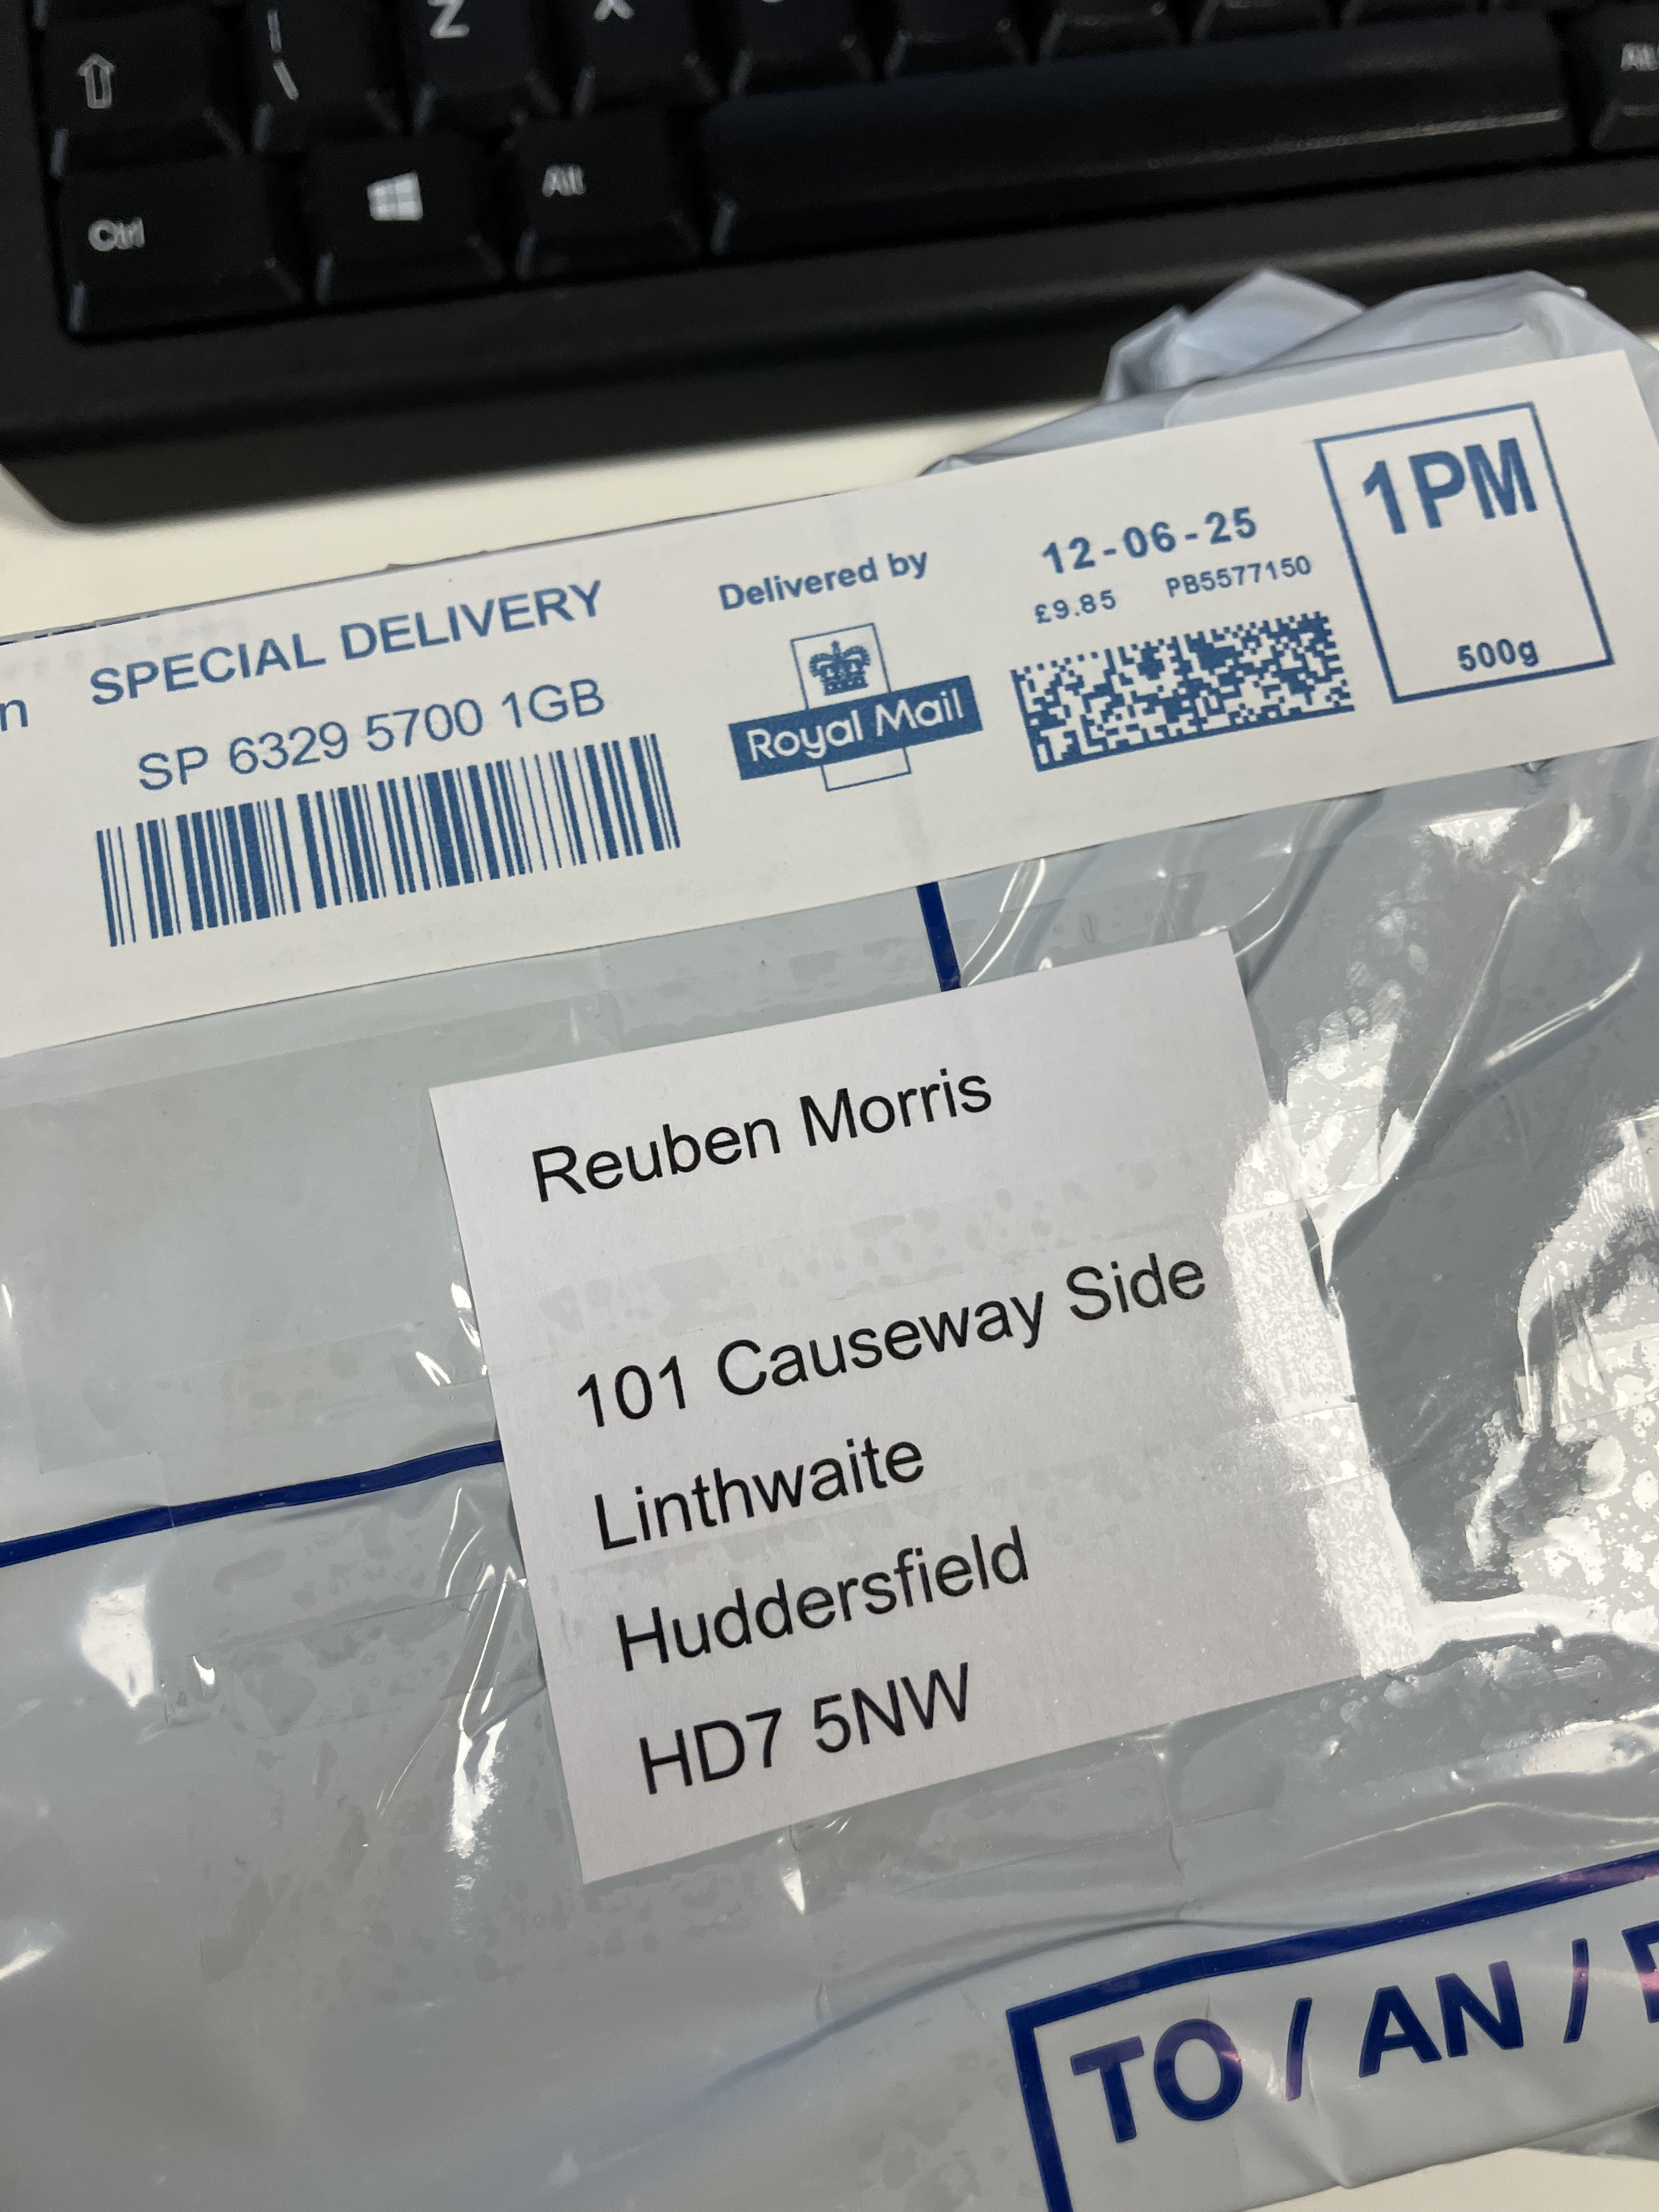 Z
X
Ctrl
Alt
Alt
n
SPECIAL DELIVERY
SP 6329 5700 1GB
Delivered by
Royal Mail
12-06-25
£9.85 PB5577150
1PM
500g
Reuben Morris
101 Causeway Side
Linthwaite
Huddersfield
HD7 5NW
TO / AN /